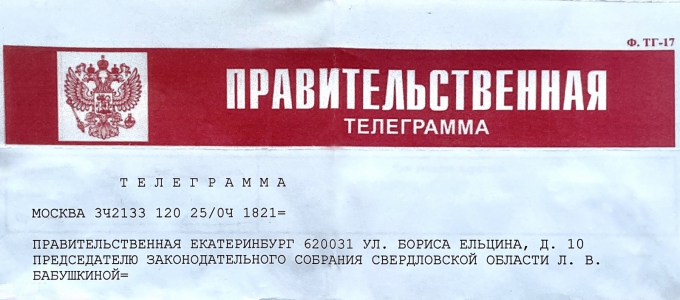 Ф. ТГ-17
ПРАВИТЕЛЬСТВЕННАЯ
ТЕЛЕГРАММА
Т Е Л Е Г Р А М М А
МОСКВА 3Ч2133 120 25/0Ч 1821=
ПРАВИТЕЛЬСТВЕННАЯ ЕКАТЕРИНБУРГ 620031 УЛ. БОРИСА ЕЛЬЦИНА, Д. 10
ПРЕДСЕДАТЕЛЮ ЗАКОНОДАТЕЛЬНОГО СОБРАНИЯ СВЕРДЛОВСКОЙ ОБЛАСТИ Л. В.
БАБУШКИНОЙ=